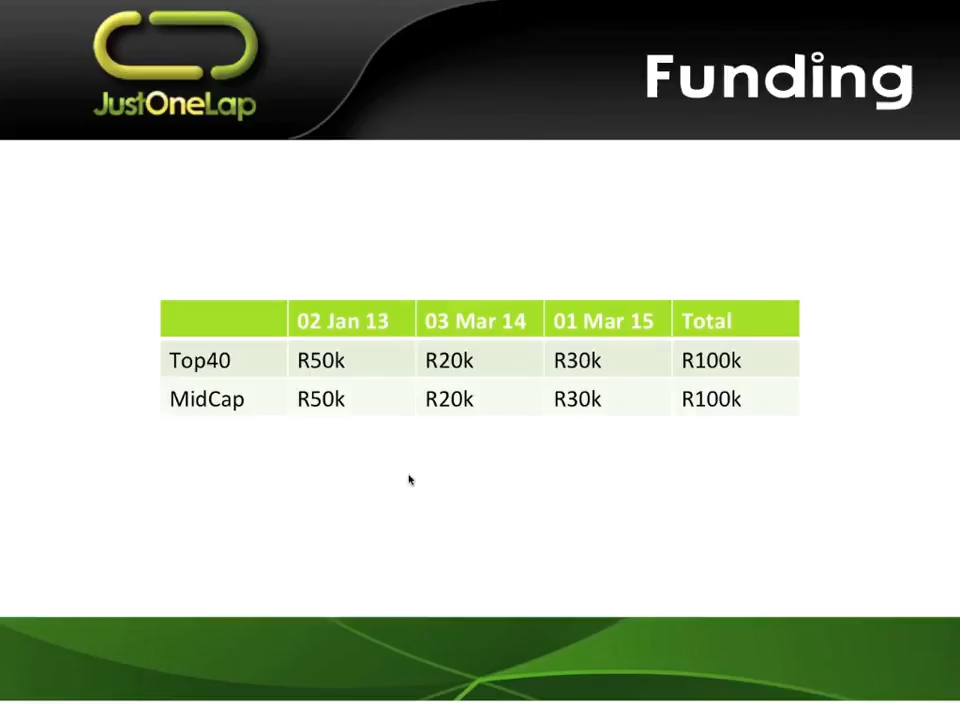 JustOneLap
Funding
02 Jan 13 03 Mar 14 01 Mar 15 Total
Top40 R50k R20k R30k R100k
MidCap R50k R20k R30k R100k